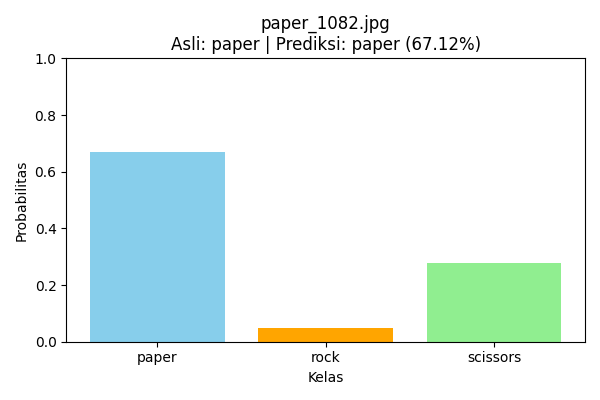 paper_1082.jpg
Asli: paper | Prediksi: paper (67.12%)
Probabilitas
1.0
0.8
0.6
0.4
0.2
0.0
paper rock scissors
Kelas